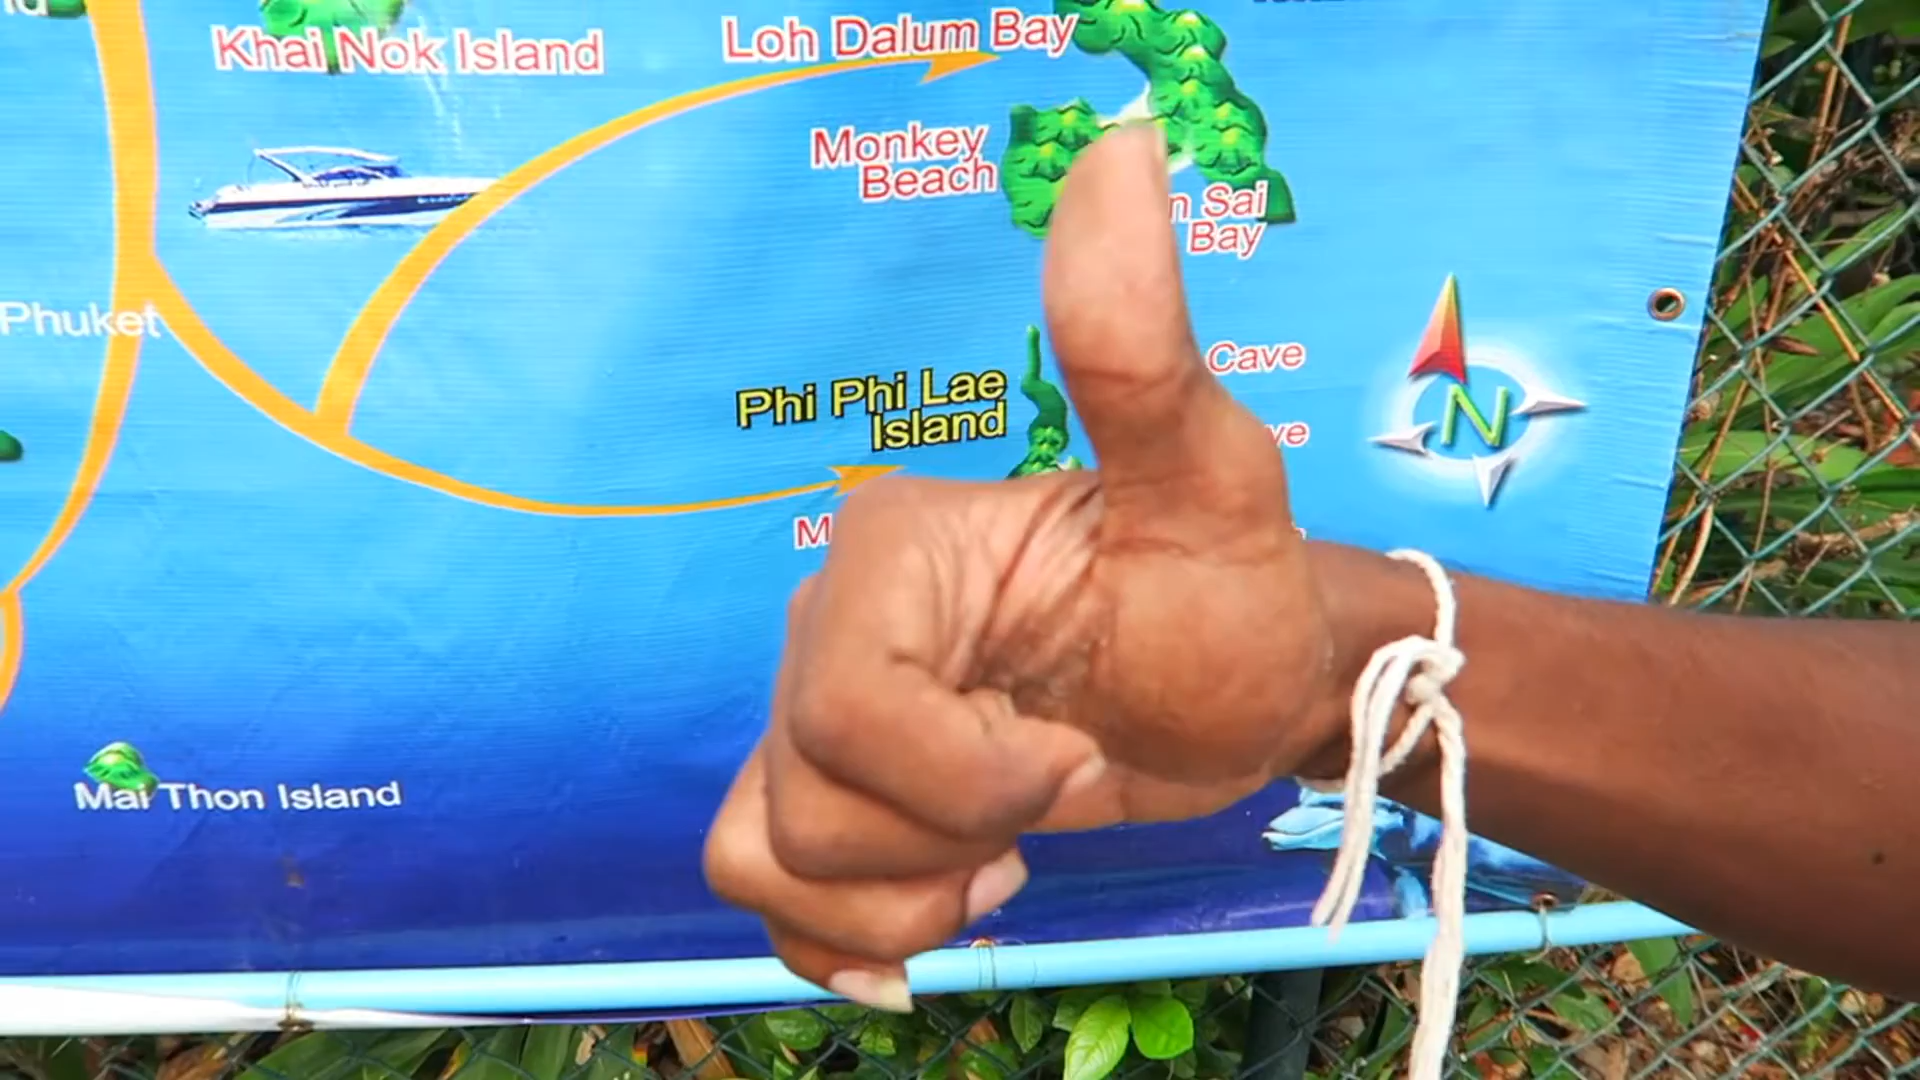 Khai Nok Island
Loh Dalum Bay
Monkey
Beach
Sai
Bay
Phuket
Cave
Phi Phi Lae
Island
N
Mai Thon Island